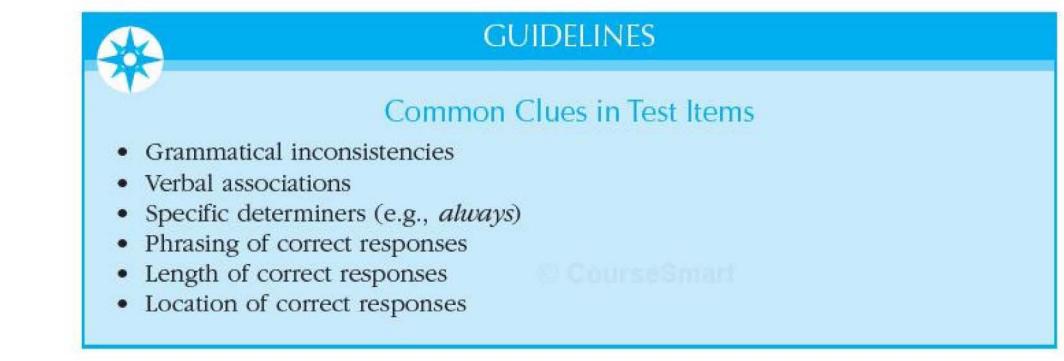 GUIDELINES
Common Clues in Test Items
• Grammatical inconsistencies
• Verbal associations
• Specific determiners (e.g., always)
• Phrasing of correct responses
• Length of correct responses
© CourseSmart
• Location of correct responses